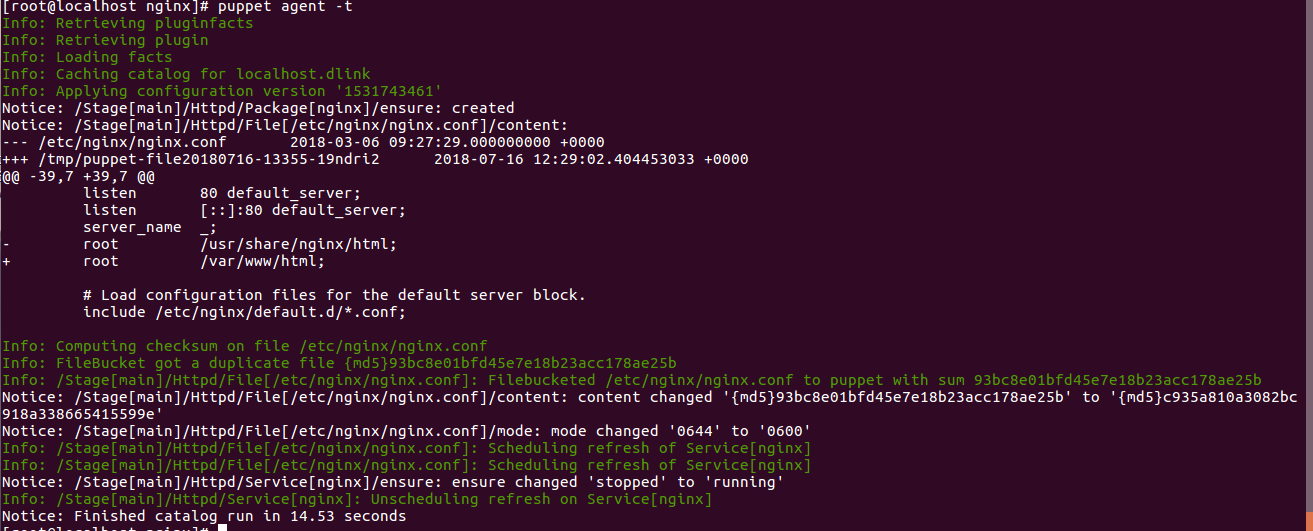 [root@localhost nginx]# puppet agent -t
Info: Retrieving pluginfacts
Info: Retrieving plugin
Info: Loading facts
Info: Caching catalog for localhost.dlink
Info: Applying configuration version '1531743461'
Notice: /Stage[main]/Httpd/Package[nginx]/ensure: created
Notice: /Stage[main]/Httpd/File[/etc/nginx/nginx.conf]/content:
--- /etc/nginx/nginx.conf       2018-03-06 09:27:29.000000000 +0000
+++ /tmp/puppet-file20180716-13355-19ndri2      2018-07-16 12:29:02.404453033 +0000
@@ -39,7 +39,7 @@
         listen       80 default_server;
         listen       [::]:80 default_server;
         server_name  _;
-        root         /usr/share/nginx/html;
+        root         /var/www/html;
         # Load configuration files for the default server block.
         include /etc/nginx/default.d/*.conf;
Info: Computing checksum on file /etc/nginx/nginx.conf
Info: FileBucket got a duplicate file {md5}93bc8e01bfd45e7e18b23acc178ae25b
Info: /Stage[main]/Httpd/File[/etc/nginx/nginx.conf]: Filebucketed /etc/nginx/nginx.conf to puppet with sum 93bc8e01bfd45e7e18b23acc178ae25b
Notice: /Stage[main]/Httpd/File[/etc/nginx/nginx.conf]/content: content changed '{md5}93bc8e01bfd45e7e18b23acc178ae25b' to '{md5}c935a810a3082bc
918a338665415599e'
Notice: /Stage[main]/Httpd/File[/etc/nginx/nginx.conf]/mode: mode changed '0644' to '0600'
Info: /Stage[main]/Httpd/File[/etc/nginx/nginx.conf]: Scheduling refresh of Service[nginx]
Info: /Stage[main]/Httpd/File[/etc/nginx/nginx.conf]: Scheduling refresh of Service[nginx]
Notice: /Stage[main]/Httpd/Service[nginx]/ensure: ensure changed 'stopped' to 'running'
Info: /Stage[main]/Httpd/Service[nginx]: Unscheduling refresh on Service[nginx]
Notice: Finished catalog run in 14.53 seconds
[root@localhost nginx]#